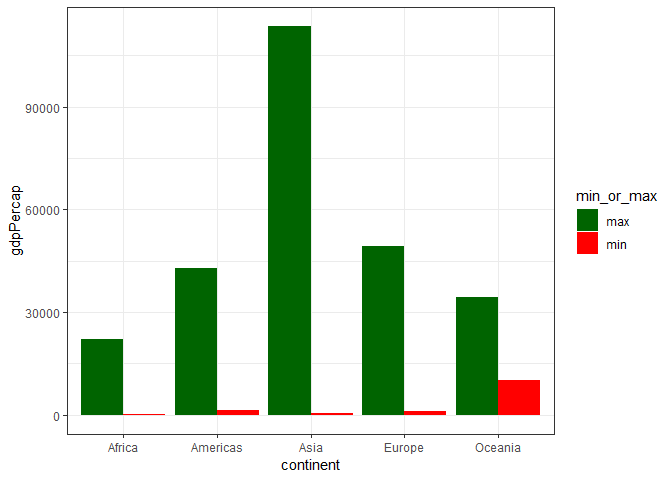 90000
60000
30000
0
gdpPercap
Africa Americas Asia Europe Oceania
continent
min_or_max
max
min